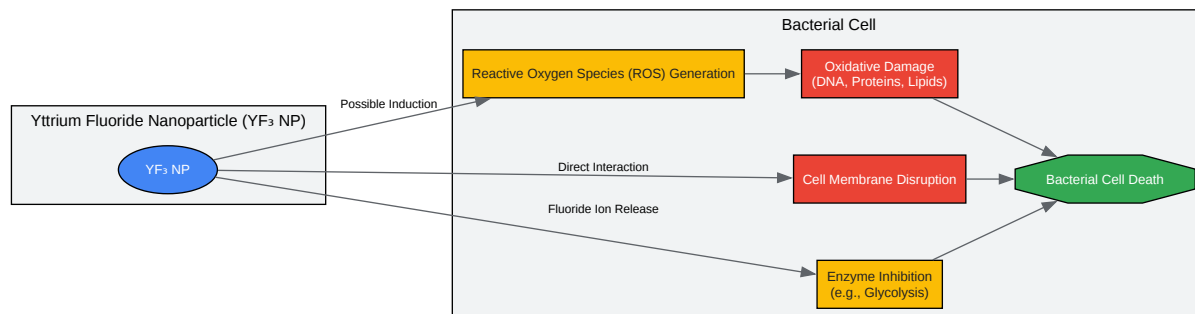 Bacterial Cell
Reactive Oxygen Species (ROS) Generation
Oxidative Damage
(DNA, Proteins, Lipids)
Possible Induction
Yttrium Fluoride Nanoparticle (YF₃ NP)
YF₃ NP
Direct Interaction
Cell Membrane Disruption
Bacterial Cell Death
Fluoride Ion Release
Enzyme Inhibition
(e.g., Glycolysis)